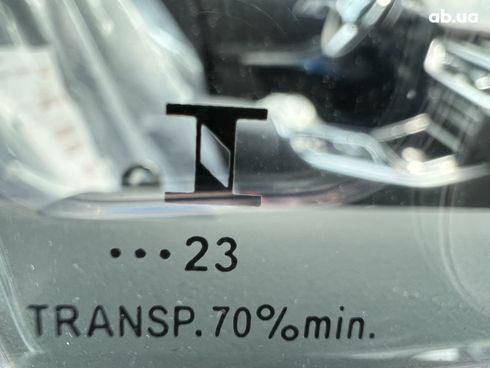 ab.ua
I
•••23
TRANSP.70%min.